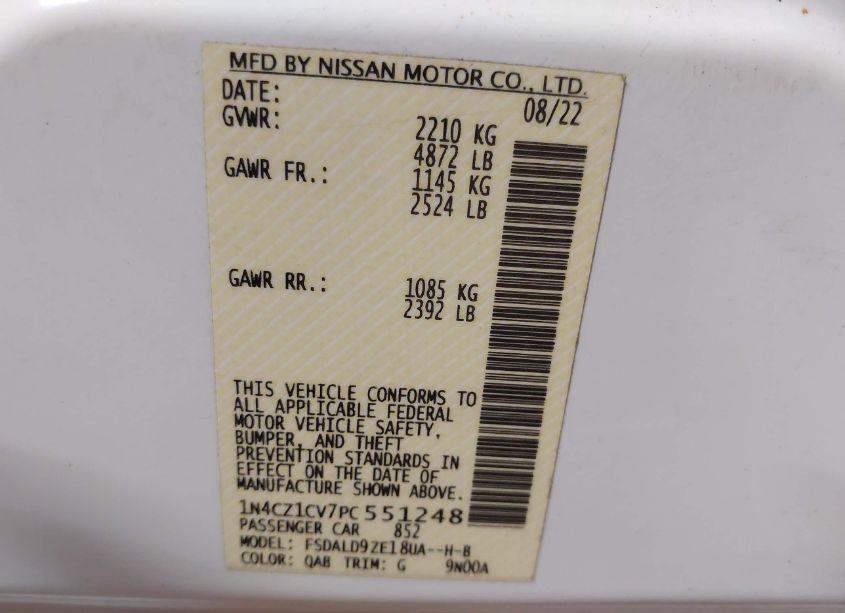 MFD BY NISSAN MOTOR CO., LTD.
DATE: 08/22
GVWR: 2210 KG
4872 LB
GAWR FR.: 1145 KG
2524 LB
GAWR RR.: 1085 KG
2392 LB
THIS VEHICLE CONFORMS TO
ALL APPLICABLE FEDERAL
MOTOR VEHICLE SAFETY,
BUMPER, AND THEFT
PREVENTION STANDARDS IN
EFFECT ON THE DATE OF
MANUFACTURE SHOWN ABOVE.
1N4CZ1CV7PC551248
PASSENGER CAR 852
MODEL: FSDALD9ZE18UA--H-B
COLOR: QAB TRIM: G 9N00A